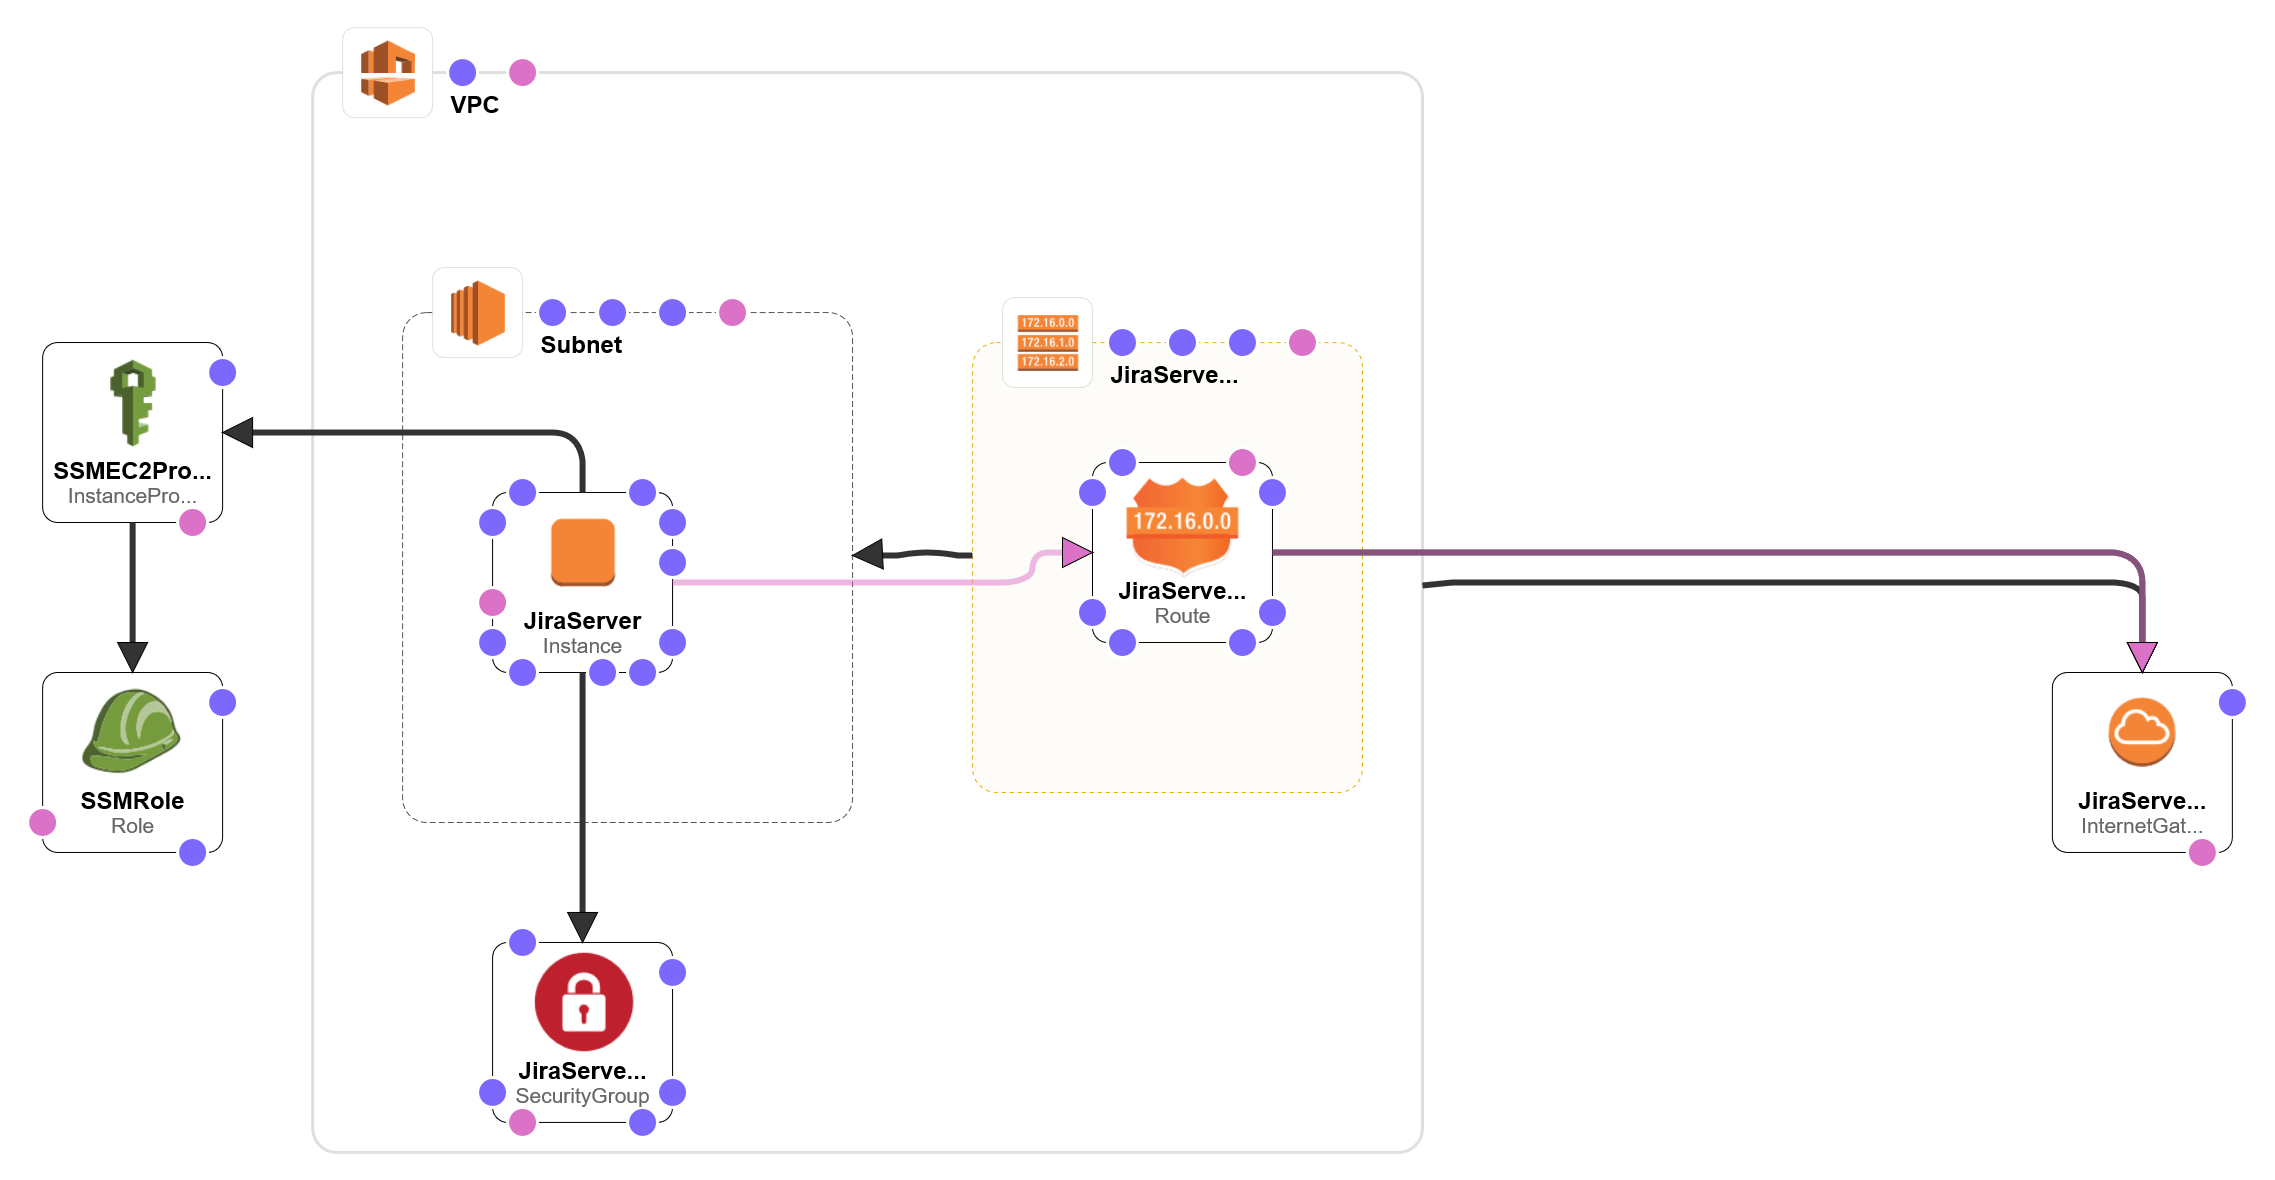 VPC
Subnet
172.16.0.0
172.16.1.0
172.16.2.0
JiraServe...
SSMEC2Pro...
InstancePro...
172.16.0.0
JiraServe...
Route
JiraServer
Instance
SSMRole
Role
JiraServe...
InternetGat...
JiraServe...
SecurityGroup